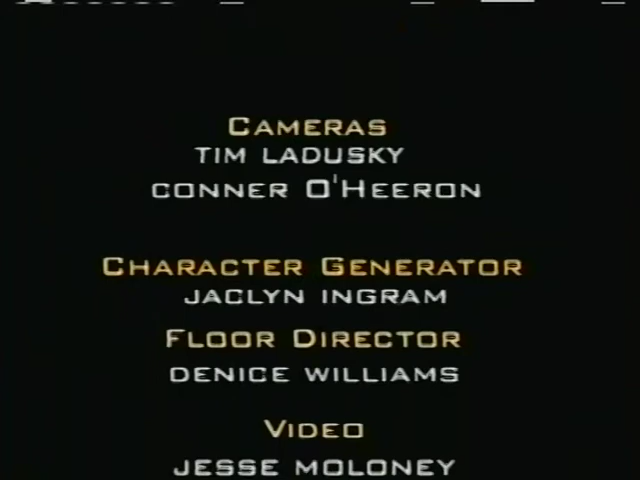 CAMERAS
TIM LADUSKY
CONNER O'HEERON
CHARACTER GENERATOR
JACLYN INGRAM
FLOOR DIRECTOR
DENICE WILLIAMS
VIDEO
JESSE MOLONEY